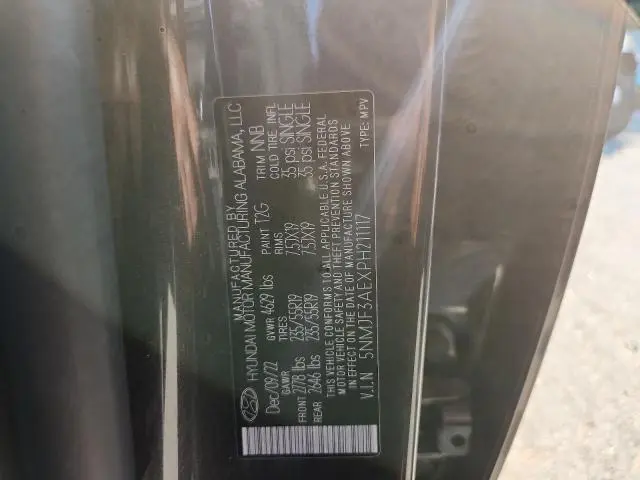 MANUFACTURED BY
HYUNDAI MOTOR MANUFACTURING ALABAMA, LLC
Dec/09/22 GVWR 4629 lbs PAINT T2G TRIM NNB
GAWR TIRES RIMS COLD TIRE INFL
FRONT 2778 lbs 235/55R19 7.5JX19 35 psi SINGLE
REAR 2646 lbs 235/55R19 7.5JX19 35 psi SINGLE
THIS VEHICLE CONFORMS TO ALL APPLICABLE U.S.A. FEDERAL
MOTOR VEHICLE SAFETY AND THEFT PREVENTION STANDARDS
IN EFFECT ON THE DATE OF MANUFACTURE SHOWN ABOVE
V.I.N 5NMJF3AEXPH211117 TYPE: MPV